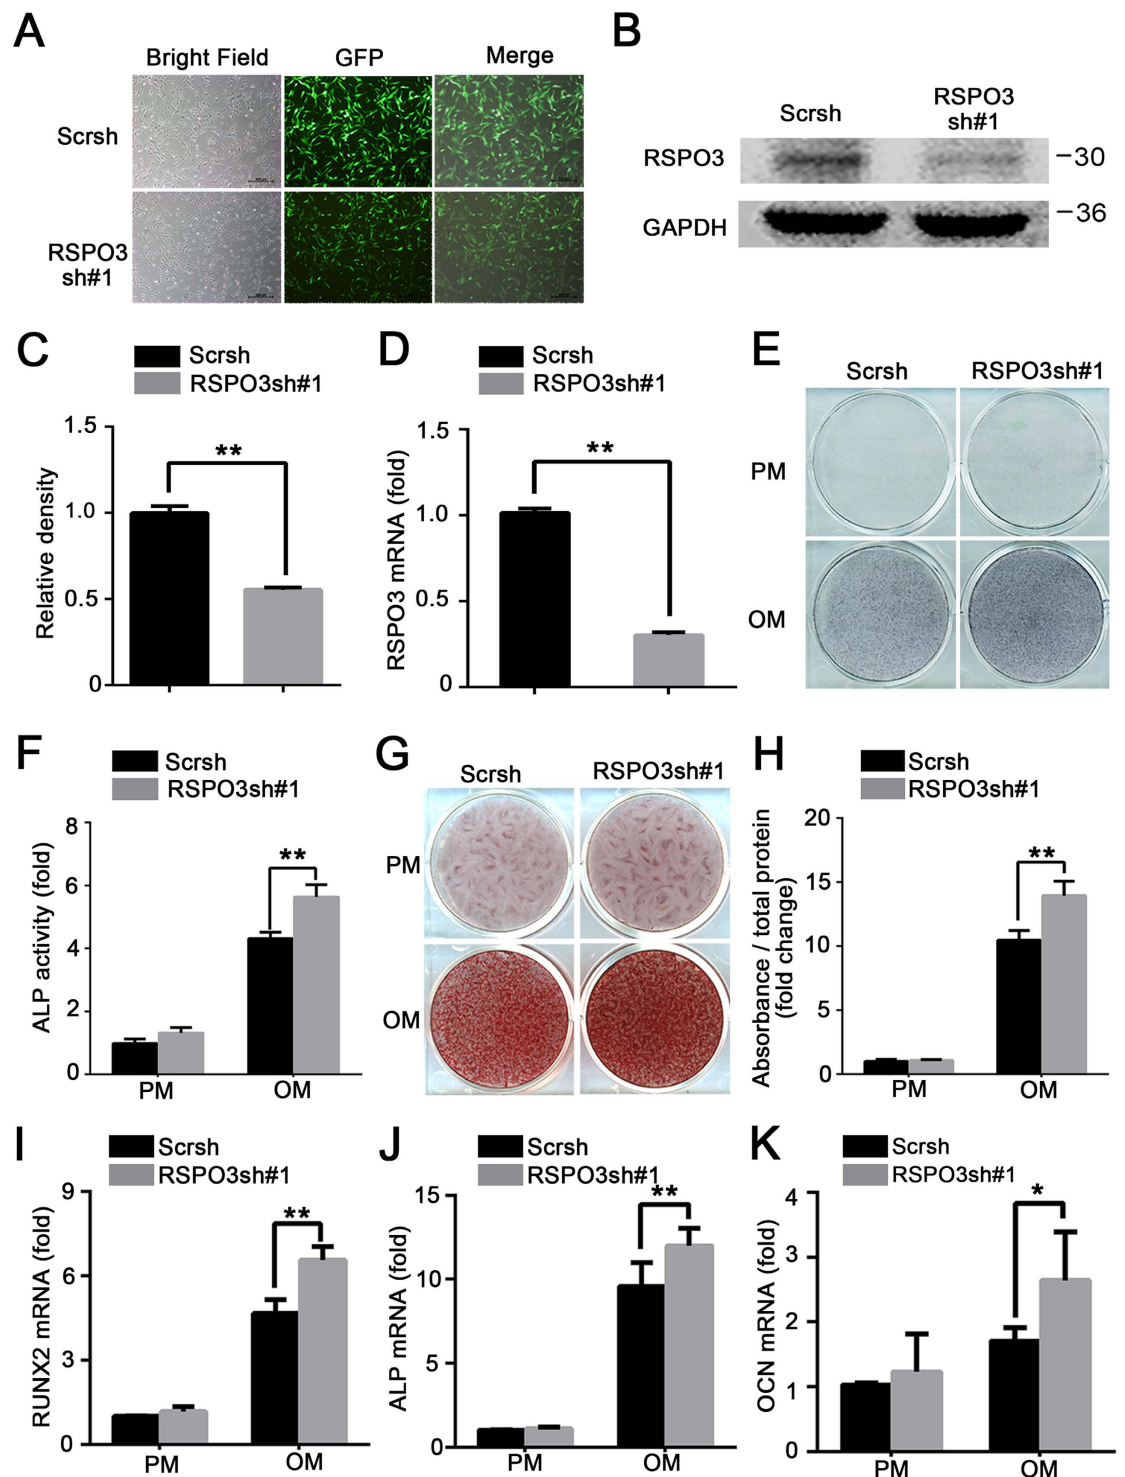 A
Bright Field GFP Merge
Scrsh
RSPO3
sh#1
B
Scrsh RSPO3
sh#1
RSPO3 −30
GAPDH −36
C
Scrsh
RSPO3sh#1
Relative density
1.5
1.0
0.5
0
**
D
Scrsh
RSPO3sh#1
RSPO3 mRNA (fold)
1.5
1.0
0.5
0
**
E
Scrsh RSPO3sh#1
PM
OM
F
Scrsh
RSPO3sh#1
ALP activity (fold)
8
6
4
2
0
**
PM OM
G
Scrsh RSPO3sh#1
PM
OM
H
Scrsh
RSPO3sh#1
Absorbance / total protein
(fold change)
20
15
10
5
0
**
PM OM
I
Scrsh
RSPO3sh#1
RUNX2 mRNA (fold)
9
6
3
0
**
PM OM
J
Scrsh
RSPO3sh#1
ALP mRNA (fold)
15
10
5
0
**
PM OM
K
Scrsh
RSPO3sh#1
OCN mRNA (fold)
4
3
2
1
0
*
PM OM